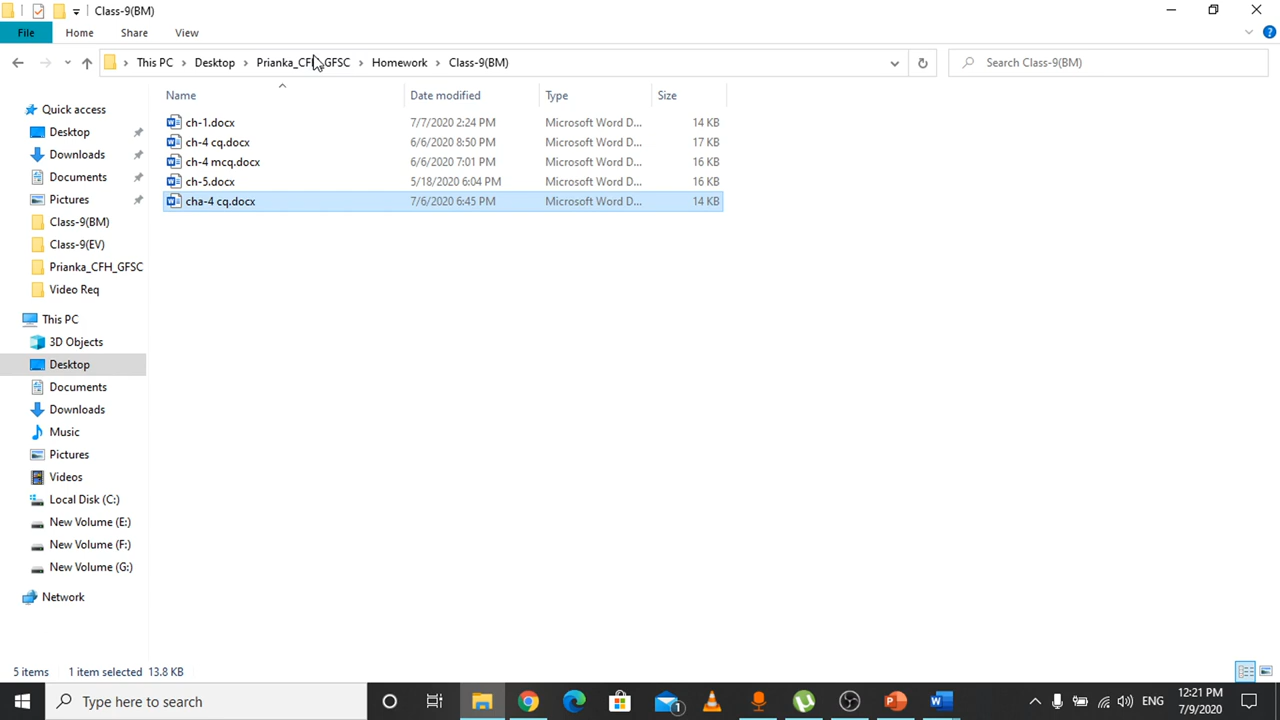 Class-9(BM)
File Home Share View
This PC Desktop Prianka_CFH_GFSC Homework Class-9(BM) Search Class-9(BM)
Name Date modified Type Size
ch-1.docx 7/7/2020 2:24 PM Microsoft Word D... 14 KB
ch-4 cq.docx 6/6/2020 8:50 PM Microsoft Word D... 17 KB
ch-4 mcq.docx 6/6/2020 7:01 PM Microsoft Word D... 16 KB
ch-5.docx 5/18/2020 6:04 PM Microsoft Word D... 16 KB
cha-4 cq.docx 7/6/2020 6:45 PM Microsoft Word D... 14 KB
Quick access
Desktop
Downloads
Documents
Pictures
Class-9(BM)
Class-9(EV)
Prianka_CFH_GFSC
Video Req
This PC
3D Objects
Desktop
Documents
Downloads
Music
Pictures
Videos
Local Disk (C:)
New Volume (E:)
New Volume (F:)
New Volume (G:)
Network
5 items 1 item selected 13.8 KB
Type here to search 1 ENG 12:21 PM
7/9/2020